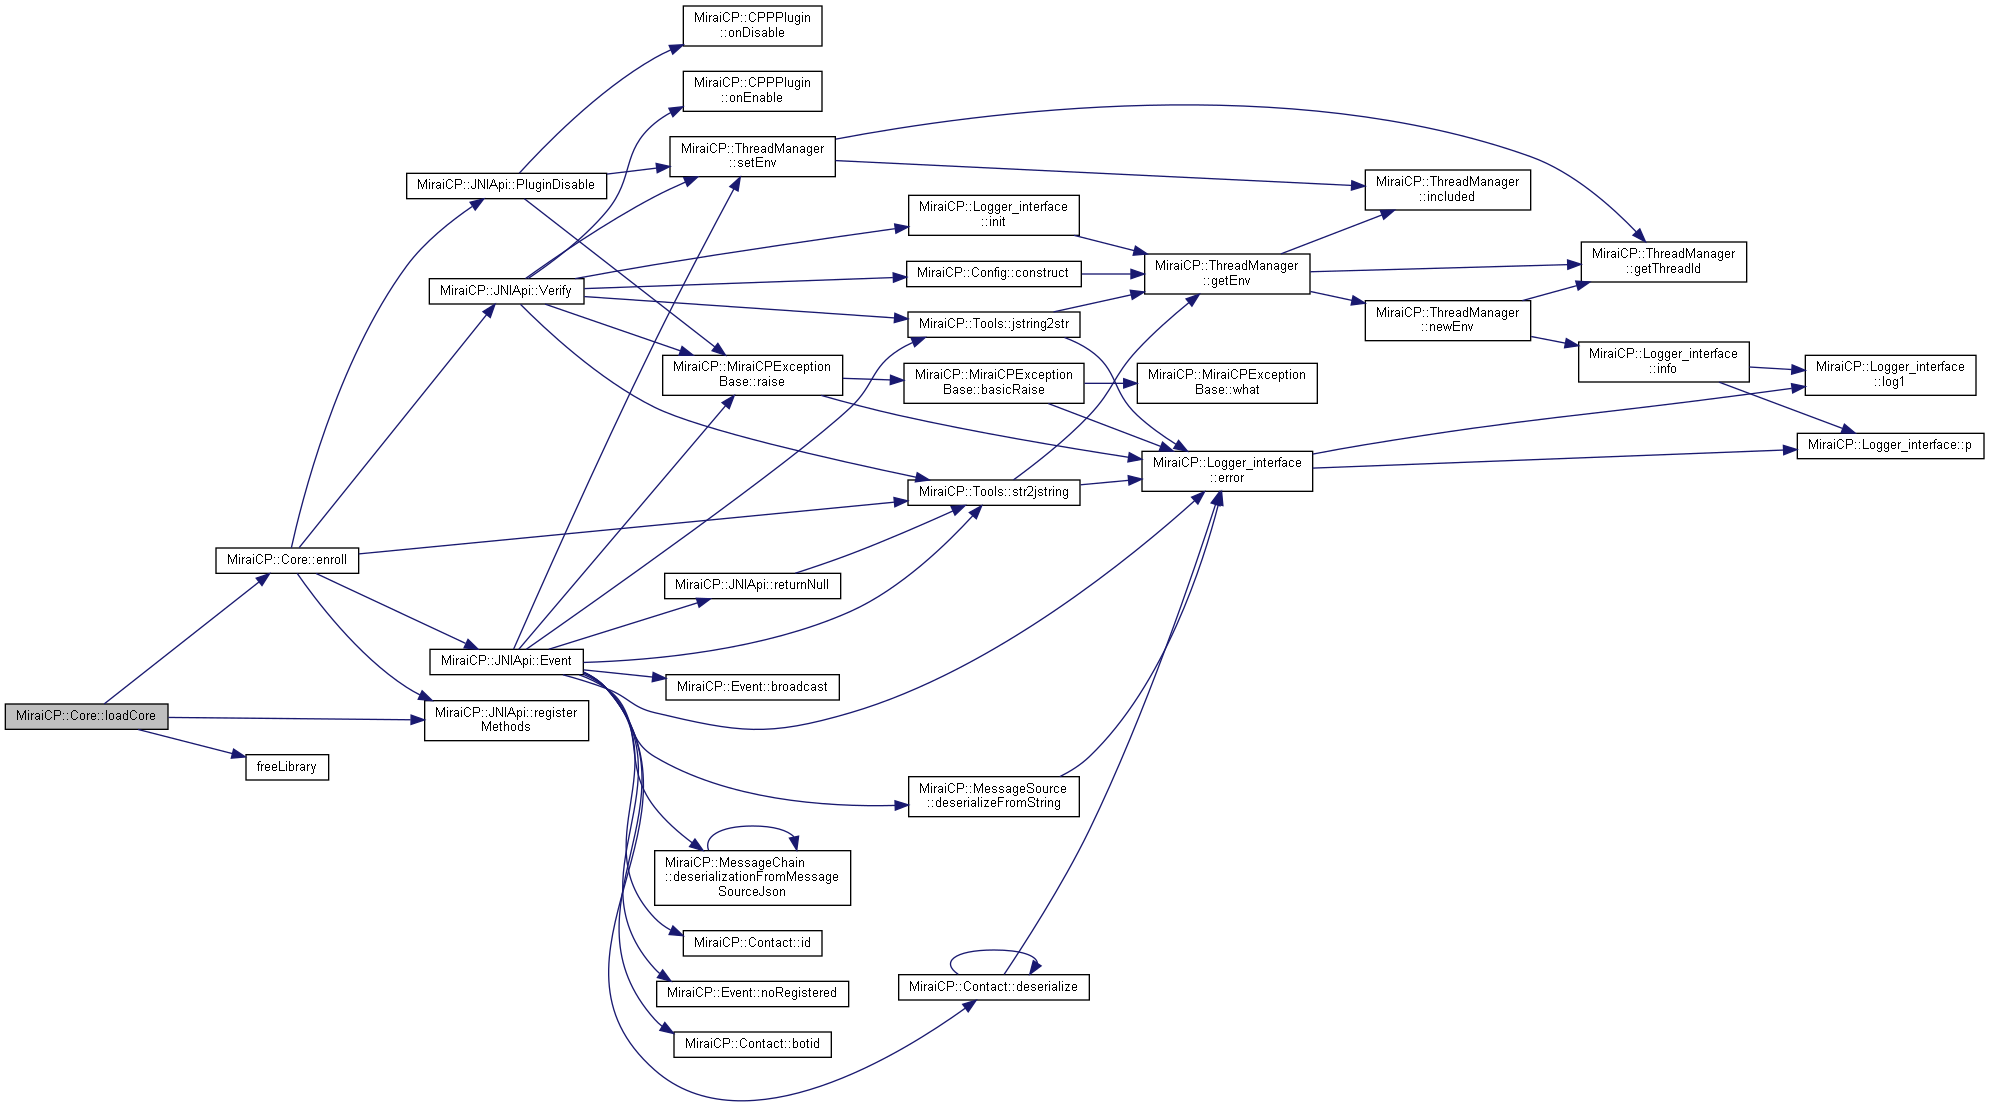 MiraiCP::CPPPlugin
::onDisable
MiraiCP::CPPPlugin
::onEnable
MiraiCP::ThreadManager
::setEnv
MiraiCP::JNIApi::PluginDisable
MiraiCP::ThreadManager
::included
MiraiCP::Logger_interface
::init
MiraiCP::ThreadManager
::getThreadId
MiraiCP::JNIApi::Verify
MiraiCP::Config::construct
MiraiCP::ThreadManager
::getEnv
MiraiCP::Tools::jstring2str
MiraiCP::ThreadManager
::newEnv
MiraiCP::MiraiCPException
Base::raise
MiraiCP::MiraiCPException
Base::basicRaise
MiraiCP::MiraiCPException
Base::what
MiraiCP::Logger_interface
::info
MiraiCP::Logger_interface
::log1
MiraiCP::Logger_interface::p
MiraiCP::Logger_interface
::error
MiraiCP::Tools::str2jstring
MiraiCP::Core::enroll
MiraiCP::JNIApi::returnNull
MiraiCP::JNIApi::Event
MiraiCP::Event::broadcast
MiraiCP::Core::loadCore
MiraiCP::JNIApi::register
Methods
freeLibrary
MiraiCP::MessageSource
::deserializeFromString
MiraiCP::MessageChain
::deserializationFromMessage
SourceJson
MiraiCP::Contact::id
MiraiCP::Event::noRegistered
MiraiCP::Contact::deserialize
MiraiCP::Contact::botid